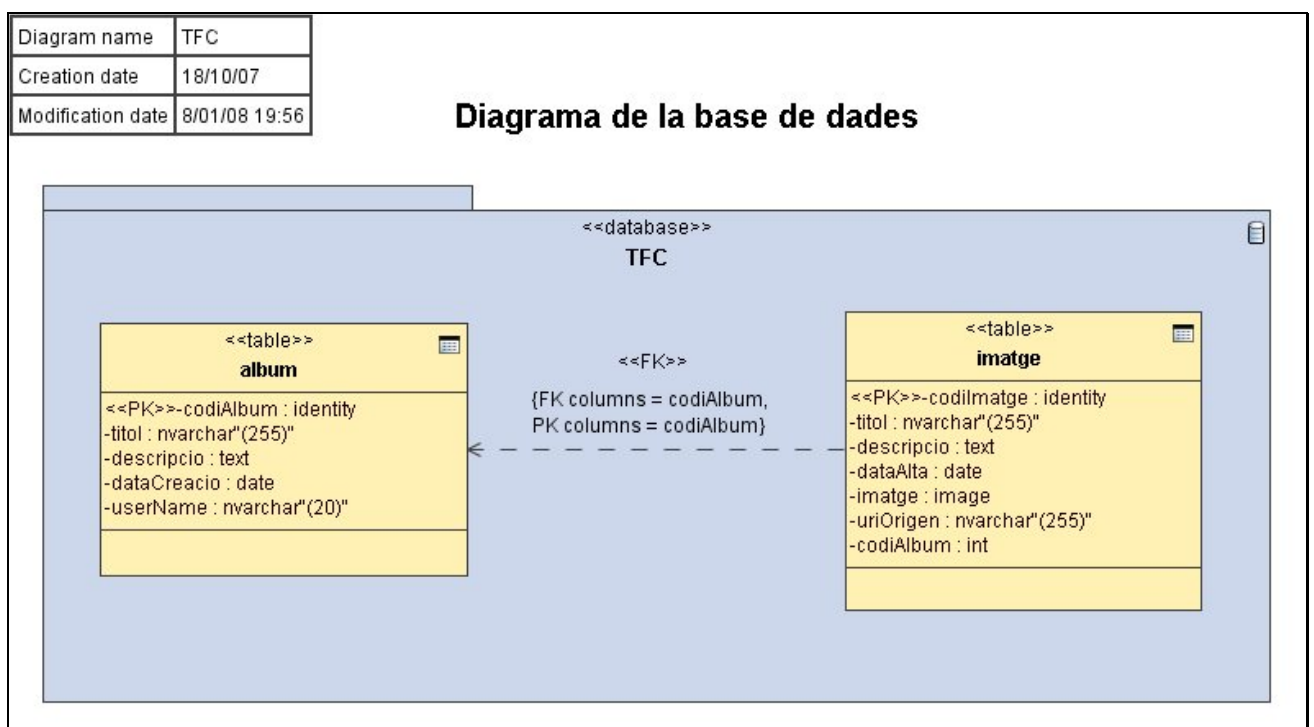 Diagram name TFC
Creation date 18/10/07
Modification date 8/01/08 19:56
Diagrama de la base de dades
<<database>>
TFC
<<table>>
album
<<PK>>-codiAlbum : identity
-titol : nvarchar"(255)"
-descripcio : text
-dataCreacio : date
-userName : nvarchar"(20)"
<<FK>>
{FK columns = codiAlbum,
PK columns = codiAlbum}
<<table>>
imatge
<<PK>>-codiImatge : identity
-titol : nvarchar"(255)"
-descripcio : text
-dataAlta : date
-imatge : image
-uriOrigen : nvarchar"(255)"
-codiAlbum : int